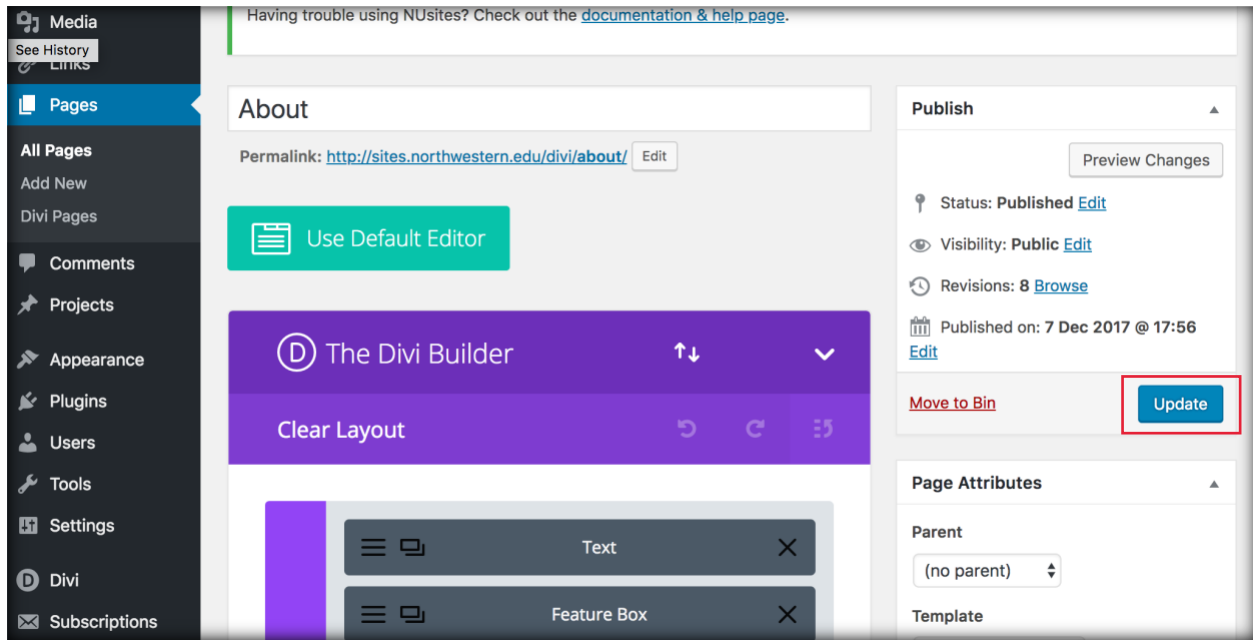 Media
See History
Links
Pages
All Pages
Add New
Divi Pages
Comments
Projects
Appearance
Plugins
Users
Tools
Settings
Divi
Subscriptions
Having trouble using NUsites? Check out the documentation & help page.
About
Permalink: http://sites.northwestern.edu/divi/about/ Edit
Use Default Editor
D The Divi Builder
Clear Layout
Text
Feature Box
Publish
Preview Changes
Status: Published Edit
Visibility: Public Edit
Revisions: 8 Browse
Published on: 7 Dec 2017 @ 17:56
Edit
Move to Bin Update
Page Attributes
Parent
(no parent)
Template